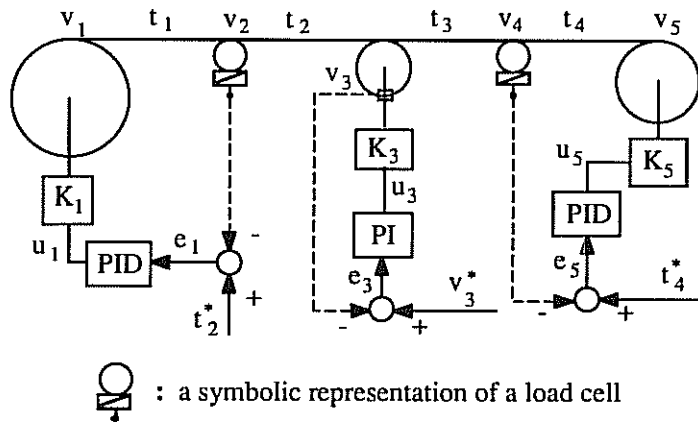 v1 t1 v2 t2 t3 v4 t4 v5
v3
K3
K5
u5
K1
u3
PID
PI
u1
PID
e1
-
e3
e5
+
t2*
-
+
v3*
-
+
t4*
: a symbolic representation of a load cell